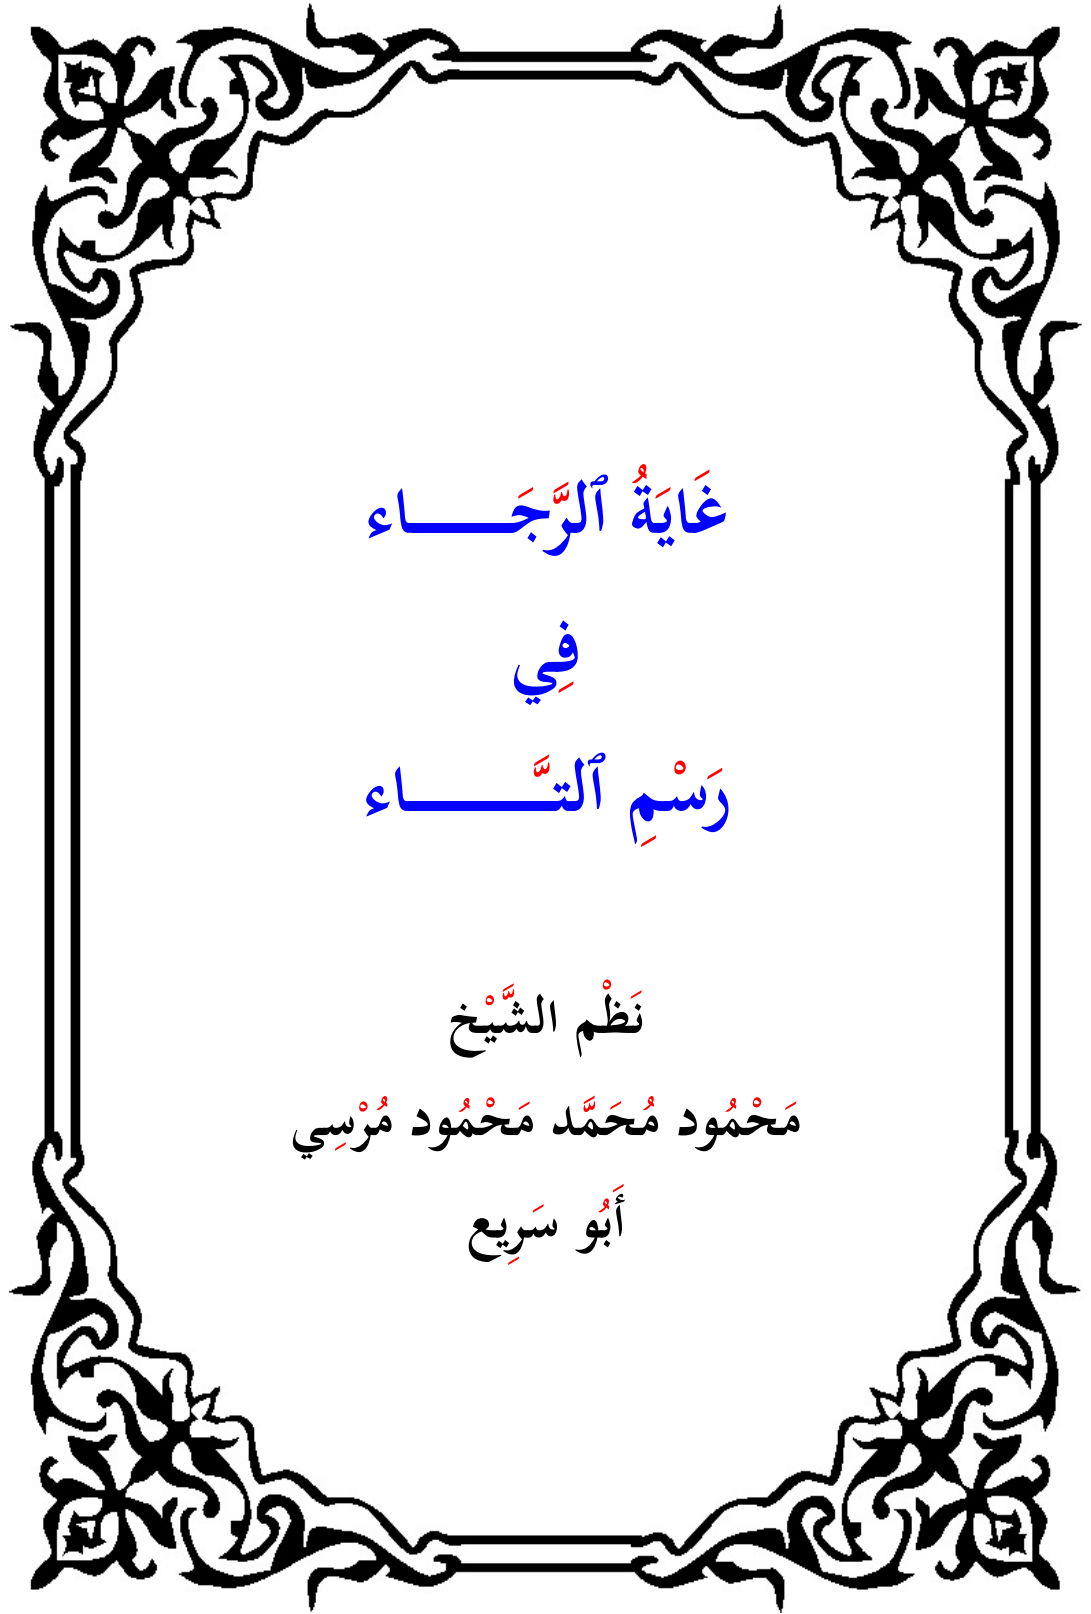 غَايَةُ ٱلرَّجَـــــاء
فِي
رَسْمِ ٱلتَّـــــــاء
نَظْم الشَّيْخ
مَحْمُود مُحَمَّد مَحْمُود مُرْسِي
أَبُو سَرِيع